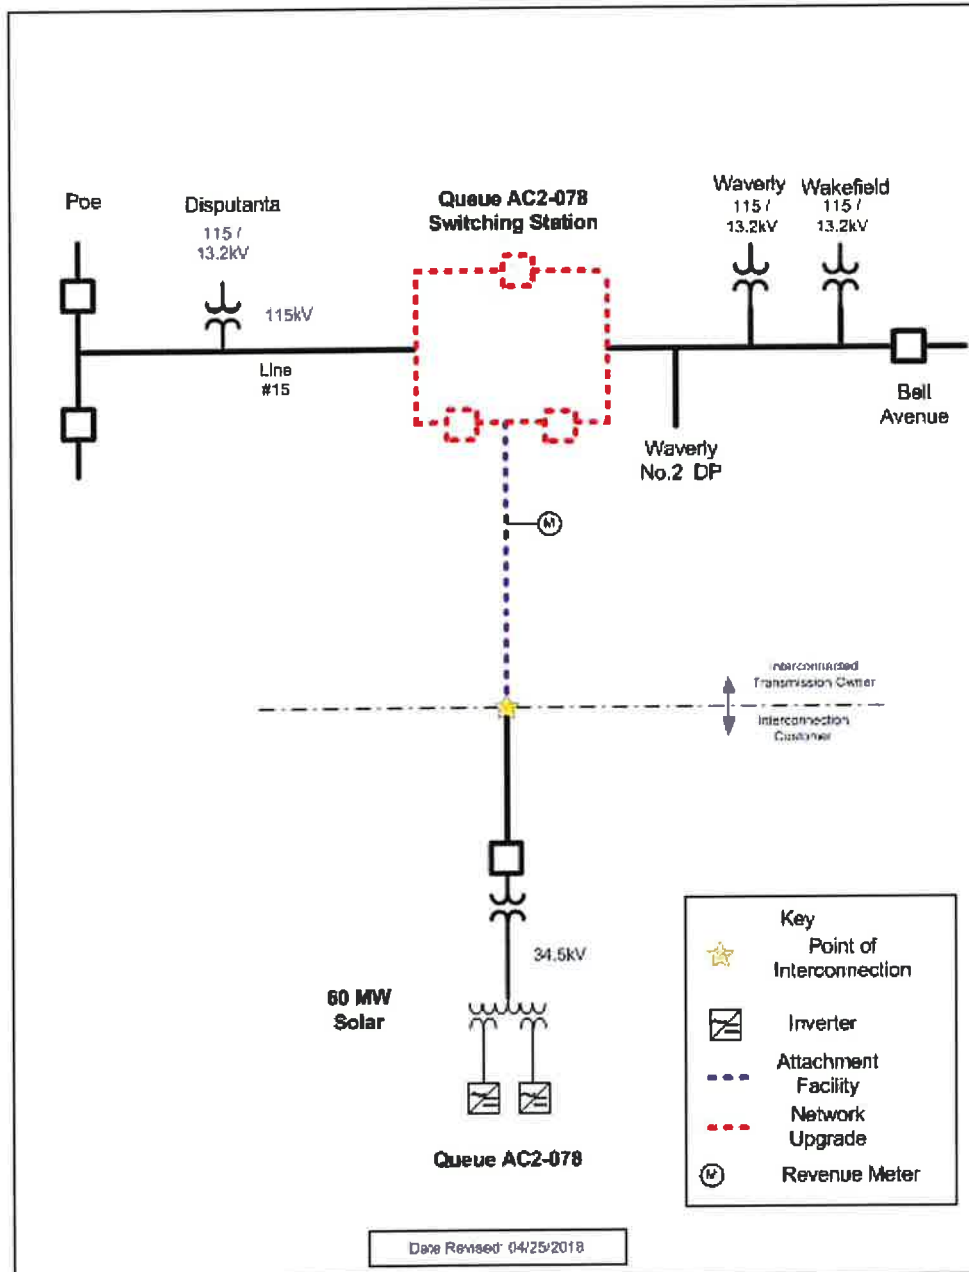 Poe
Disputanta
115 /
13.2kV
115kV
Line
#15
Queue AC2-078
Switching Station
Waverly
115 /
13.2kV
Wakefield
115 /
13.2kV
Bell
Avenue
Waverly
No.2 DP
M
Interconnected
Transmission Owner
Interconnection
Customer
34.5kV
60 MW
Solar
Queue AC2-078
Key
Point of
Interconnection
Inverter
Attachment
Facility
Network
Upgrade
M
Revenue Meter
Date Revised: 04/25/2018